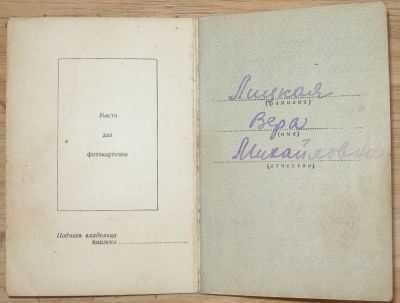 Место
для
фотокарточки
Подпись владельца
книжки
Лицкая
(фамилия)
Вера
(имя)
Михайловна
(отчество)